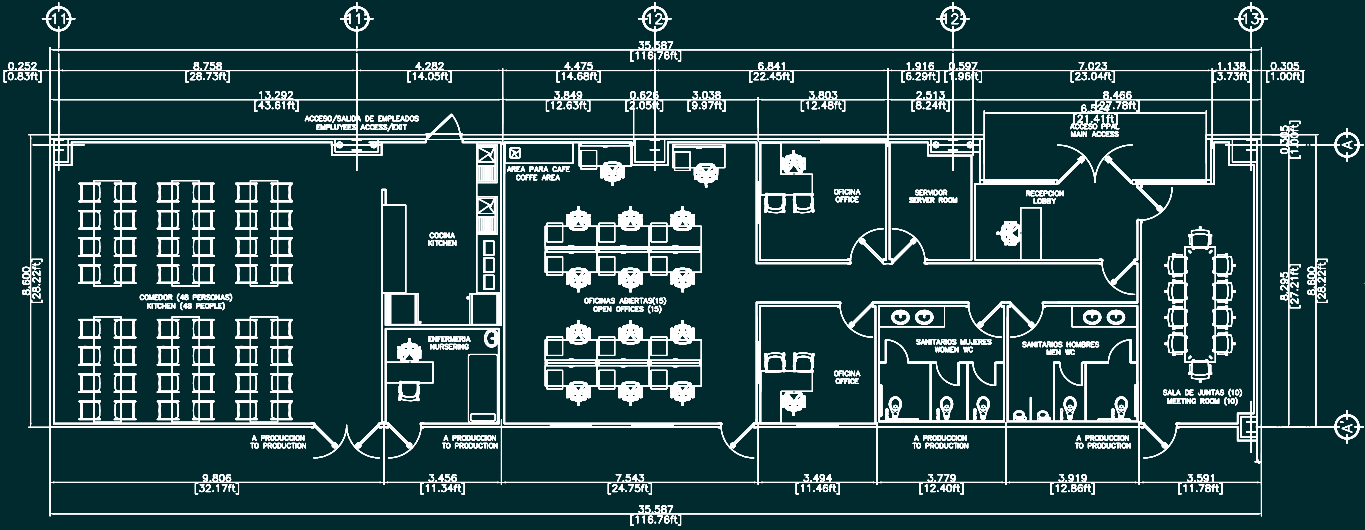 11
11'
12
12'
13
35.587
[116.76ft]
0.252
[0.83ft]
8.758
[28.73ft]
4.282
[14.05ft]
4.475
[14.68ft]
6.841
[22.45ft]
1.916
[6.29ft]
0.597
[1.96ft]
7.023
[23.04ft]
1.138
[3.73ft]
0.305
[1.00ft]
13.292
[43.61ft]
3.849
[12.63ft]
0.626
[2.05ft]
3.038
[9.97ft]
3.803
[12.48ft]
2.513
[8.24ft]
8.466
[27.78ft]
[21.41ft]
ACCESO/SALIDA DE EMPLEADOS
EMPLOYEES ACCESS/EXIT
ACCESO PPAL
MAIN ACCESS
0.305
[1.00ft]
A
AREA PARA CAFE
COFFE AREA
OFICINA
OFFICE
SERVIDOR
SERVER ROOM
RECEPCION
LOBBY
COCINA
KITCHEN
8.600
[28.22ft]
COMEDOR (48 PERSONAS)
KITCHEN (48 PEOPLE)
OFICINAS ABIERTAS(15)
OPEN OFFICES (15)
8.295
[27.21ft]
8.600
[28.22ft]
ENFERMERIA
NURSERING
SANITARIOS MUJERES
WOMEN WC
SANITARIOS HOMBRES
MEN WC
OFICINA
OFFICE
SALA DE JUNTAS (10)
MEETING ROOM (10)
A'
A PRODUCCION
TO PRODUCTION
A PRODUCCION
TO PRODUCTION
A PRODUCCION
TO PRODUCTION
A PRODUCCION
TO PRODUCTION
9.806
[32.17ft]
3.456
[11.34ft]
7.543
[24.75ft]
3.494
[11.46ft]
3.779
[12.40ft]
3.919
[12.86ft]
3.591
[11.78ft]
35.587
[116.76ft]